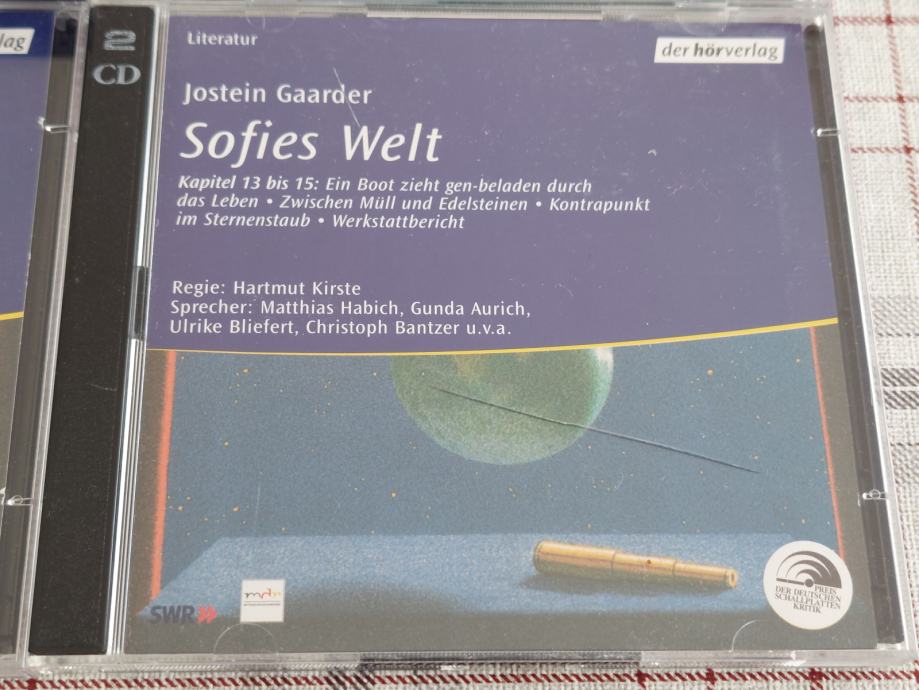 lag
2
CD
Literatur
der hörverlag
Jostein Gaarder
Sofies Welt
Kapitel 13 bis 15: Ein Boot zieht gen-beladen durch
das Leben • Zwischen Müll und Edelsteinen • Kontrapunkt
im Sternenstaub • Werkstattbericht
Regie: Hartmut Kirste
Sprecher: Matthias Habich, Gunda Aurich,
Ulrike Bliefert, Christoph Bantzer u.v.a.
SWR
mdr
PREIS
DER DEUTSCHEN
SCHALLPLATTEN
KRITIK